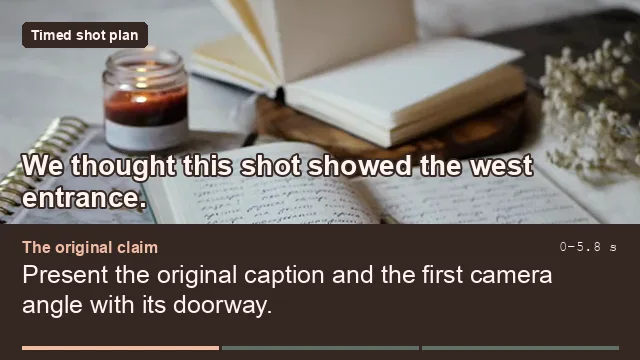 Timed shot plan
We thought this shot showed the west
entrance.
The original claim
0–5.8 s
Present the original caption and the first camera
angle with its doorway.